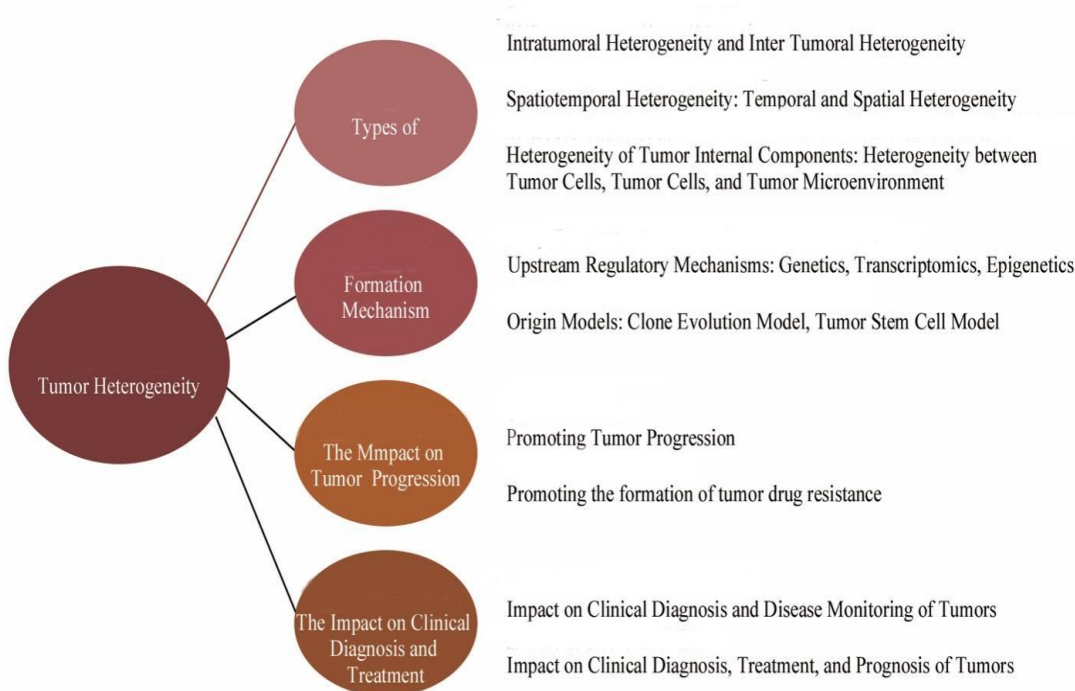 Intratumoral Heterogeneity and Inter Tumoral Heterogeneity
Types of
Spatiotemporal Heterogeneity: Temporal and Spatial Heterogeneity
Heterogeneity of Tumor Internal Components: Heterogeneity between
Tumor Cells, Tumor Cells, and Tumor Microenvironment
Formation
Mechanism
Upstream Regulatory Mechanisms: Genetics, Transcriptomics, Epigenetics
Origin Models: Clone Evolution Model, Tumor Stem Cell Model
Tumor Heterogeneity
The Mmpact on
Tumor Progression
Promoting Tumor Progression
Promoting the formation of tumor drug resistance
The Impact on Clinical
Diagnosis and
Treatment
Impact on Clinical Diagnosis and Disease Monitoring of Tumors
Impact on Clinical Diagnosis, Treatment, and Prognosis of Tumors